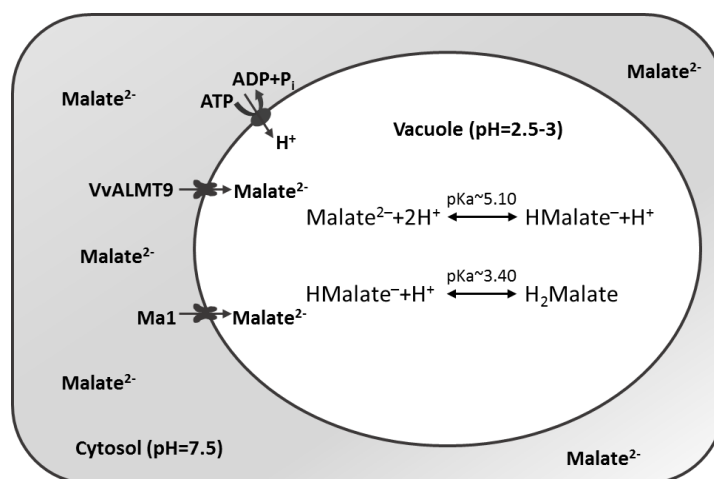 Malate²⁻
Malate²⁻
ADP+Pᵢ
ATP
H⁺
Vacuole (pH=2.5-3)
VvALMT9
Malate²⁻
Malate²⁻+2H⁺
pKa~5.10
HMalate⁻+H⁺
Malate²⁻
HMalate⁻+H⁺
pKa~3.40
H₂Malate
Ma1
Malate²⁻
Malate²⁻
Cytosol (pH=7.5)
Malate²⁻